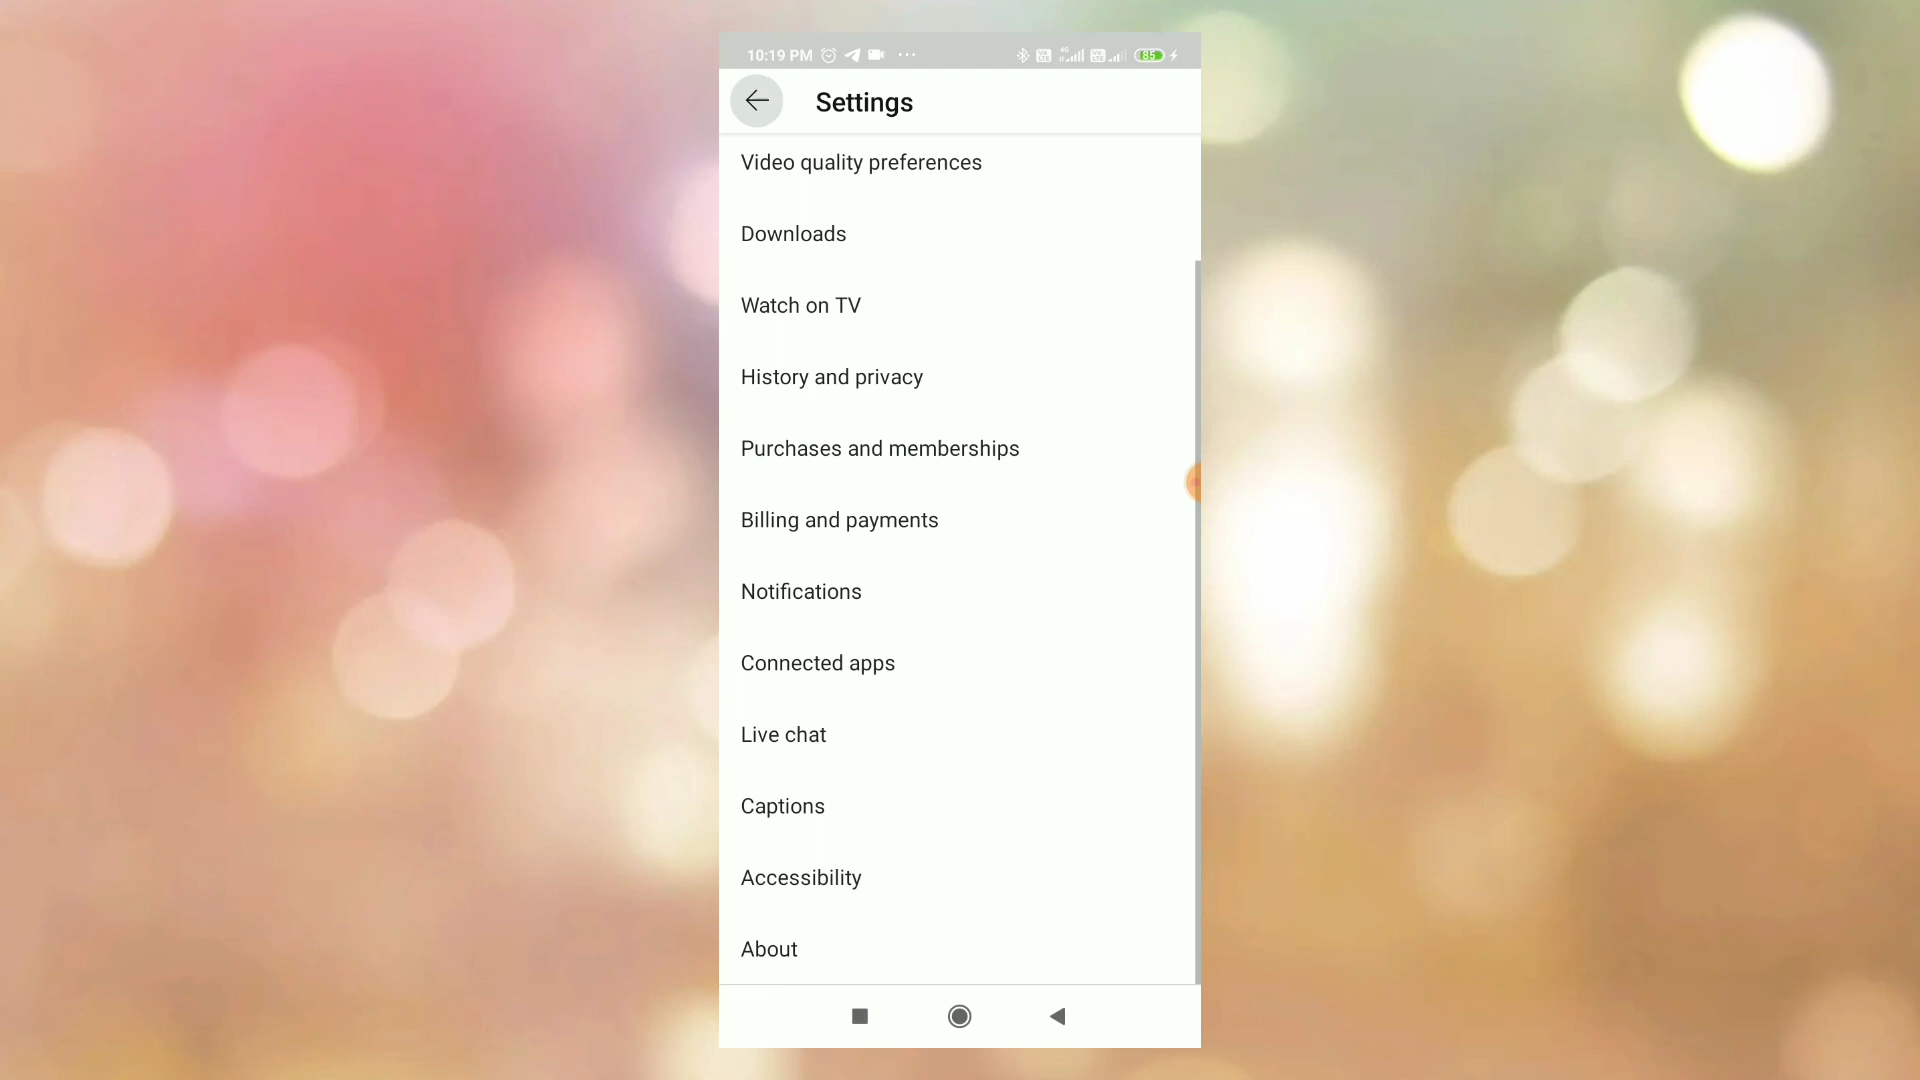 10:19 PM 85
Settings
Video quality preferences
Downloads
Watch on TV
History and privacy
Purchases and memberships
Billing and payments
Notifications
Connected apps
Live chat
Captions
Accessibility
About